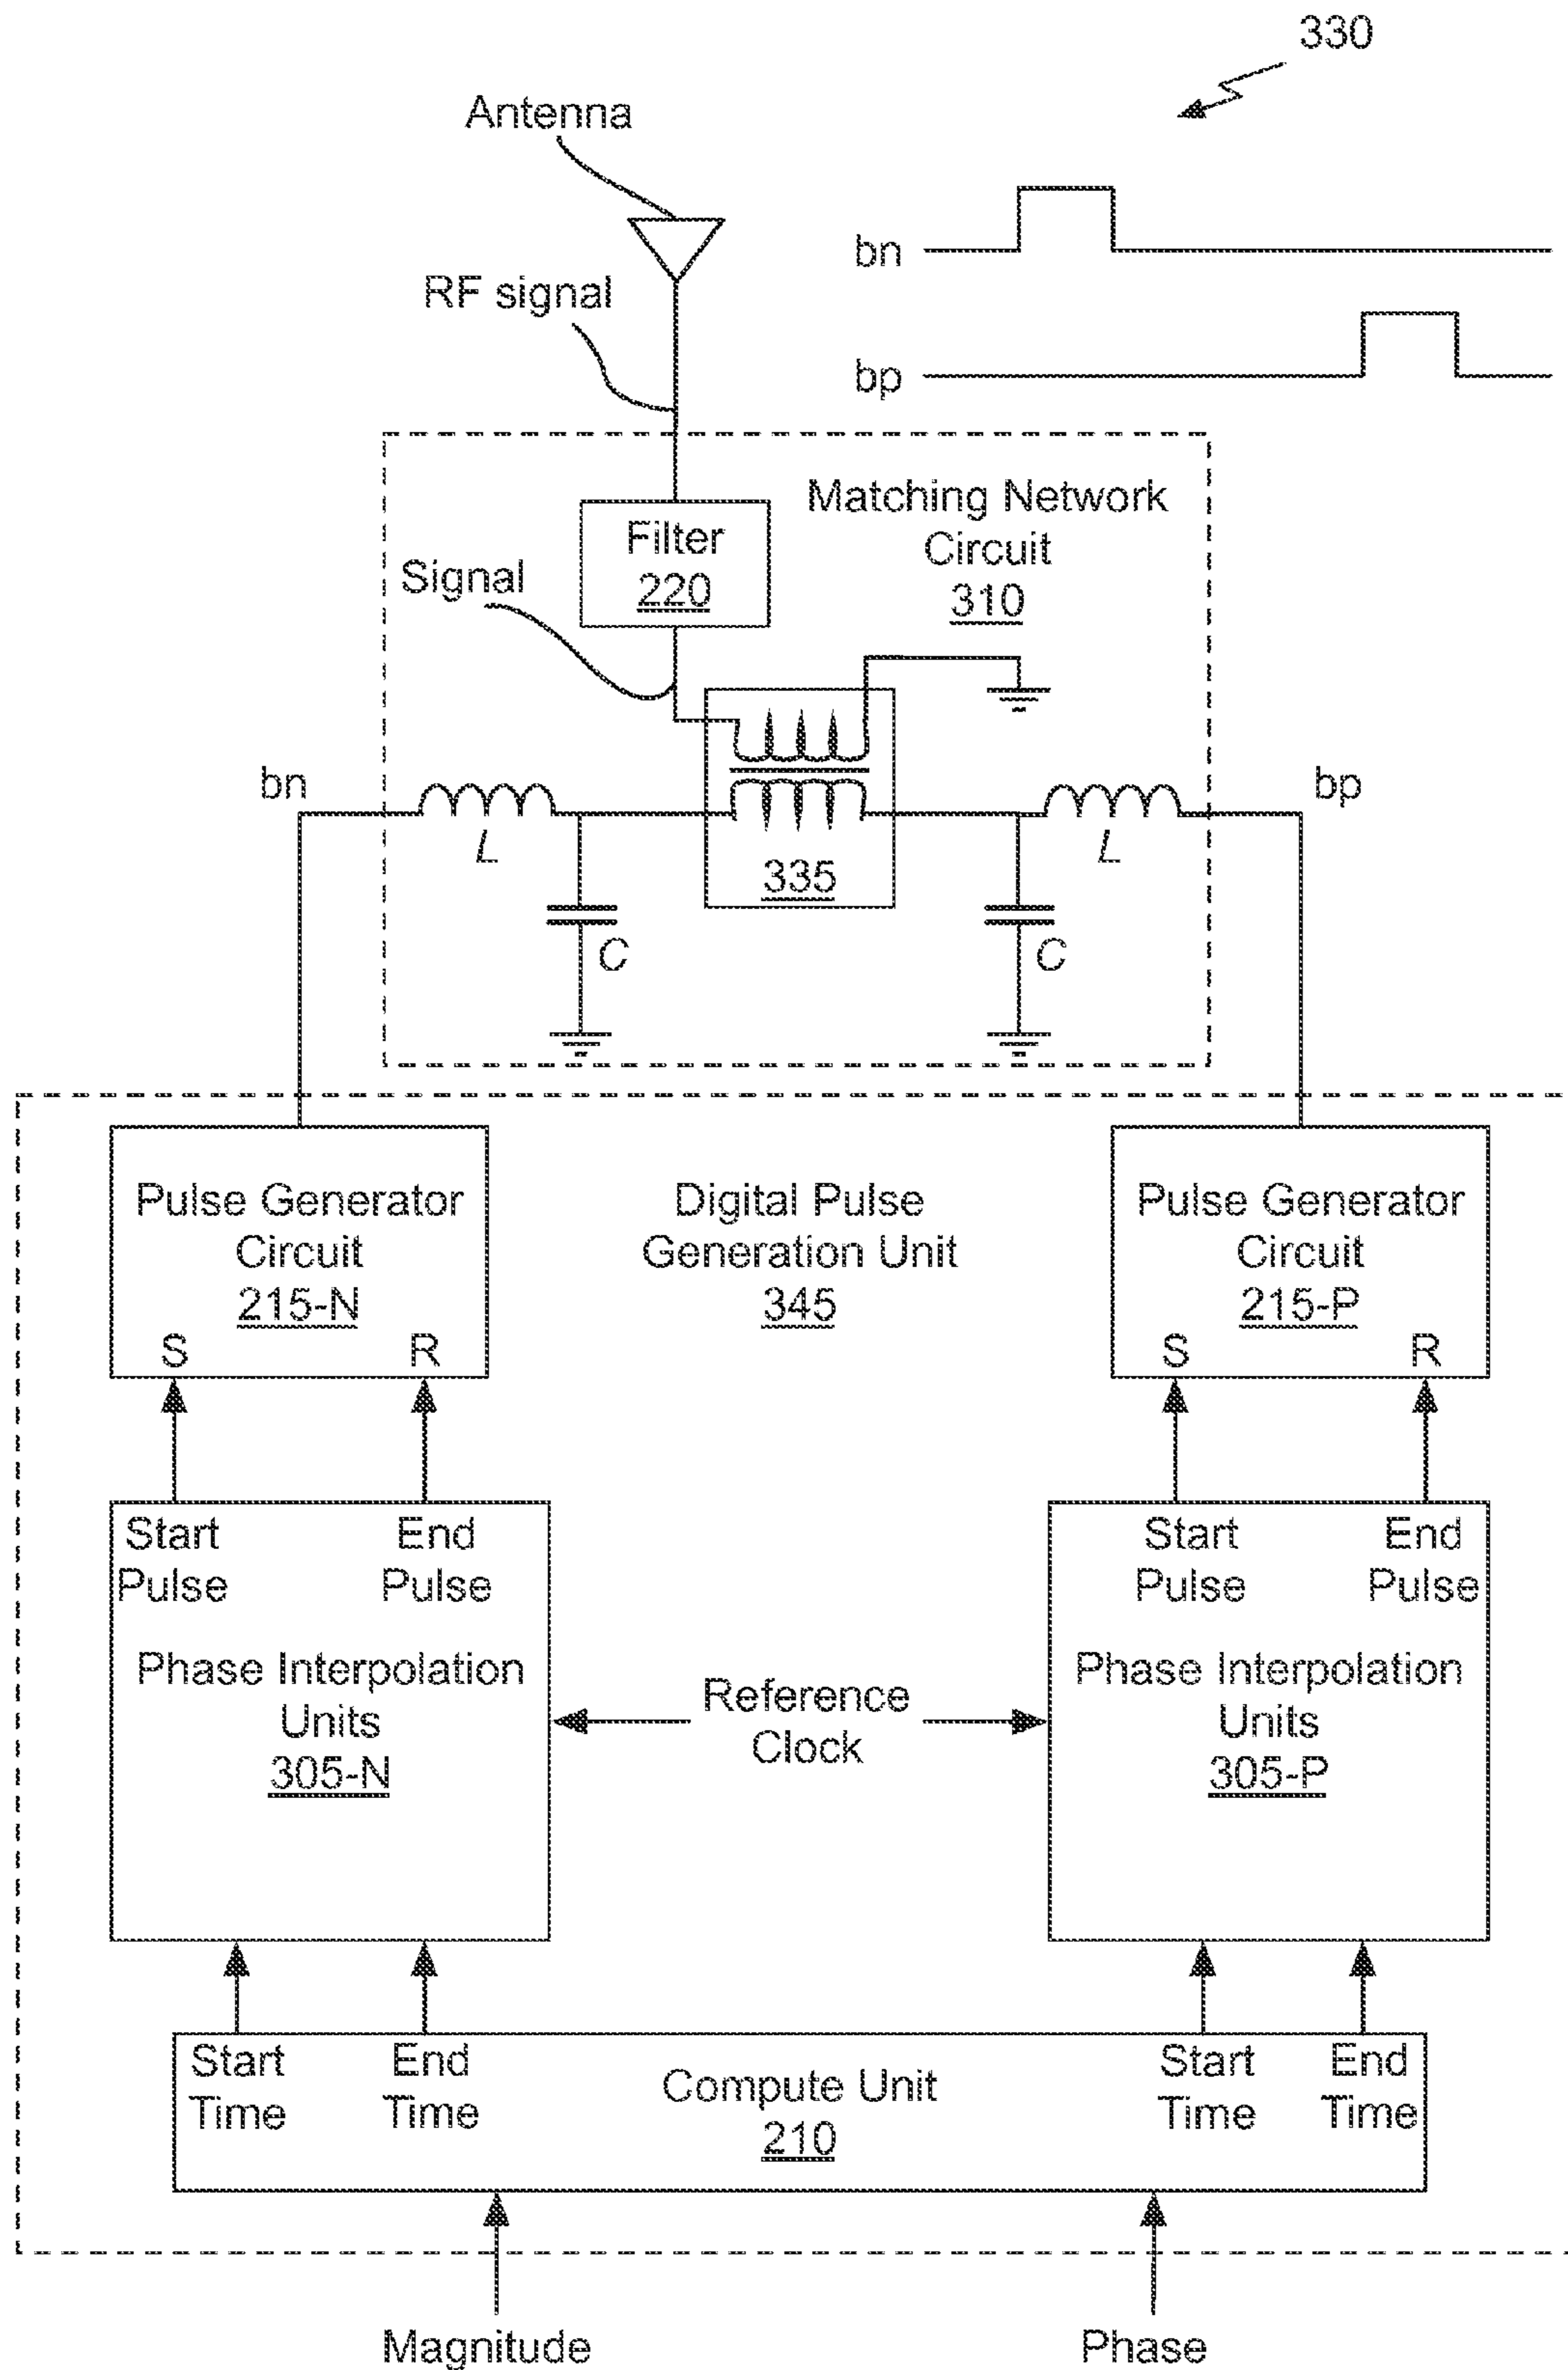 330
Antenna
bn
RF signal
bp
Matching Network
Circuit
310
Filter
220
Signal
bn
bp
L
L
335
C
C
Pulse Generator
Circuit
215-N
S R
Digital Pulse
Generation Unit
345
Pulse Generator
Circuit
215-P
S R
Start
Pulse
End
Pulse
Phase Interpolation
Units
305-N
Reference
Clock
Start
Pulse
End
Pulse
Phase Interpolation
Units
305-P
Start
Time
End
Time
Compute Unit
210
Start
Time
End
Time
Magnitude
Phase